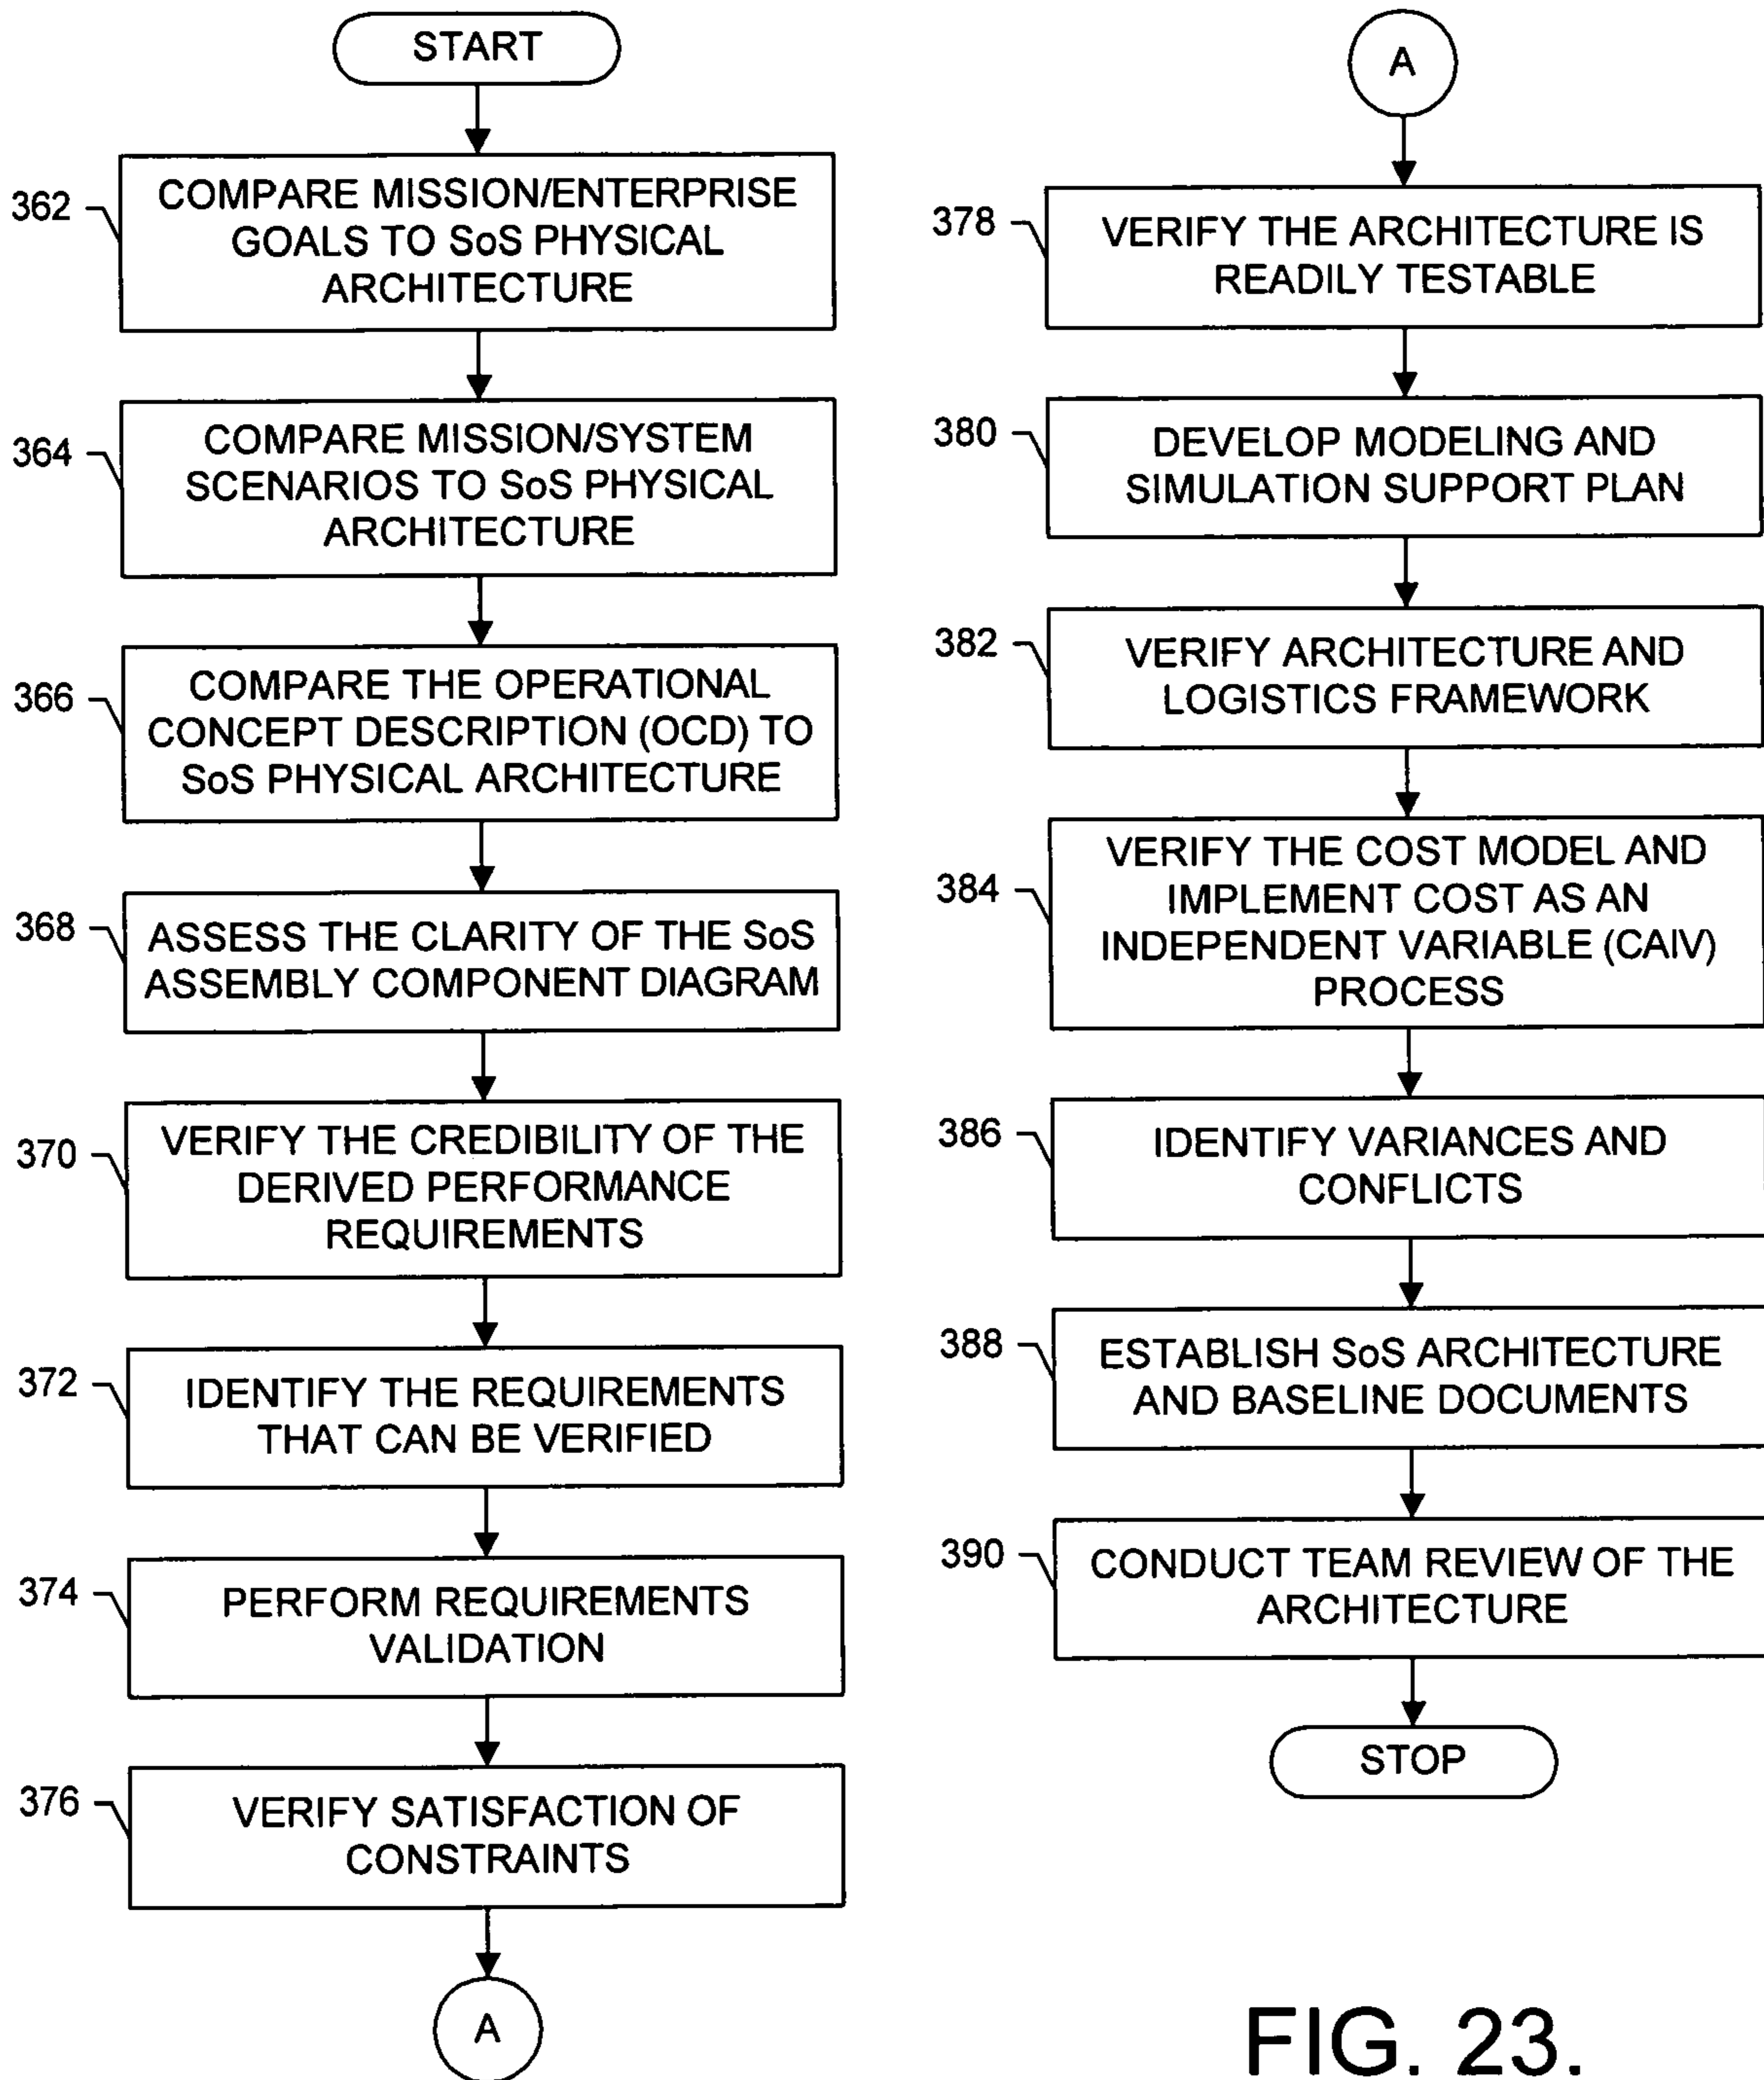 START
362
COMPARE MISSION/ENTERPRISE
GOALS TO SoS PHYSICAL
ARCHITECTURE
364
COMPARE MISSION/SYSTEM
SCENARIOS TO SoS PHYSICAL
ARCHITECTURE
366
COMPARE THE OPERATIONAL
CONCEPT DESCRIPTION (OCD) TO
SoS PHYSICAL ARCHITECTURE
368
ASSESS THE CLARITY OF THE SoS
ASSEMBLY COMPONENT DIAGRAM
370
VERIFY THE CREDIBILITY OF THE
DERIVED PERFORMANCE
REQUIREMENTS
372
IDENTIFY THE REQUIREMENTS
THAT CAN BE VERIFIED
374
PERFORM REQUIREMENTS
VALIDATION
376
VERIFY SATISFACTION OF
CONSTRAINTS
A
A
378
VERIFY THE ARCHITECTURE IS
READILY TESTABLE
380
DEVELOP MODELING AND
SIMULATION SUPPORT PLAN
382
VERIFY ARCHITECTURE AND
LOGISTICS FRAMEWORK
384
VERIFY THE COST MODEL AND
IMPLEMENT COST AS AN
INDEPENDENT VARIABLE (CAIV)
PROCESS
386
IDENTIFY VARIANCES AND
CONFLICTS
388
ESTABLISH SoS ARCHITECTURE
AND BASELINE DOCUMENTS
390
CONDUCT TEAM REVIEW OF THE
ARCHITECTURE
STOP
FIG. 23.